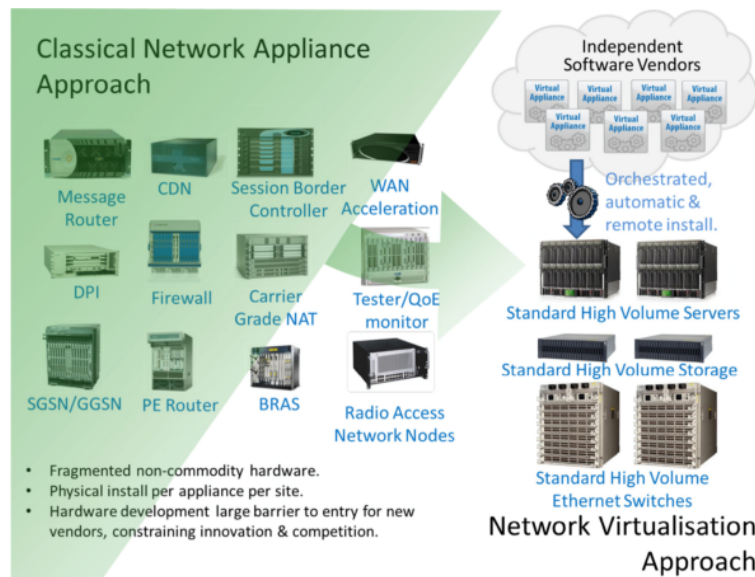 Classical Network Appliance
Approach
Message
Router
CDN
Session Border
Controller
WAN
Acceleration
DPI
Firewall
Carrier
Grade NAT
Tester/QoE
monitor
SGSN/GGSN
PE Router
BRAS
Radio Access
Network Nodes
• Fragmented non-commodity hardware.
• Physical install per appliance per site.
• Hardware development large barrier to entry for new
vendors, constraining innovation & competition.
Independent
Software Vendors
Virtual
Appliance
Virtual
Appliance
Virtual
Appliance
Virtual
Appliance
Virtual
Appliance
Virtual
Appliance
Virtual
Appliance
Orchestrated,
automatic &
remote install.
Standard High Volume Servers
Standard High Volume Storage
Standard High Volume
Ethernet Switches
Network Virtualisation
Approach